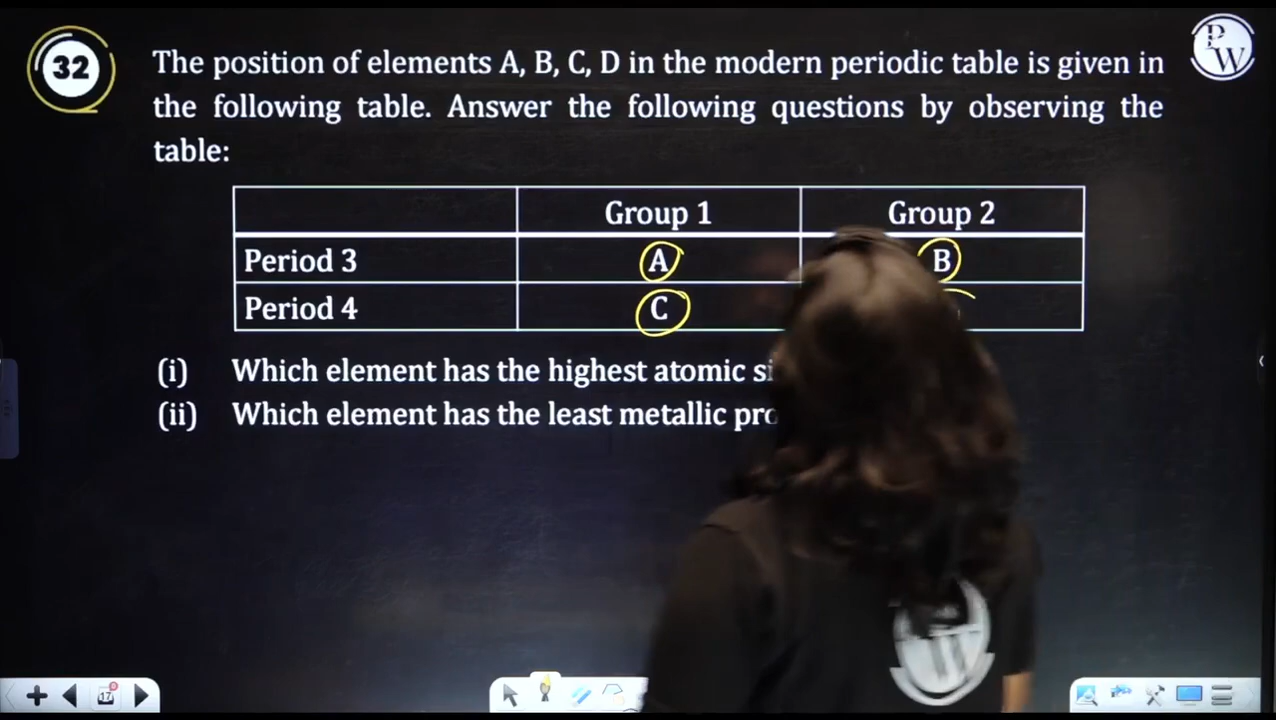 32
The position of elements A, B, C, D in the modern periodic table is given in
the following table. Answer the following questions by observing the
table:
Group 1 Group 2
Period 3 A B
Period 4 C
(i) Which element has the highest atomic
(ii) Which element has the least metallic
PW
17